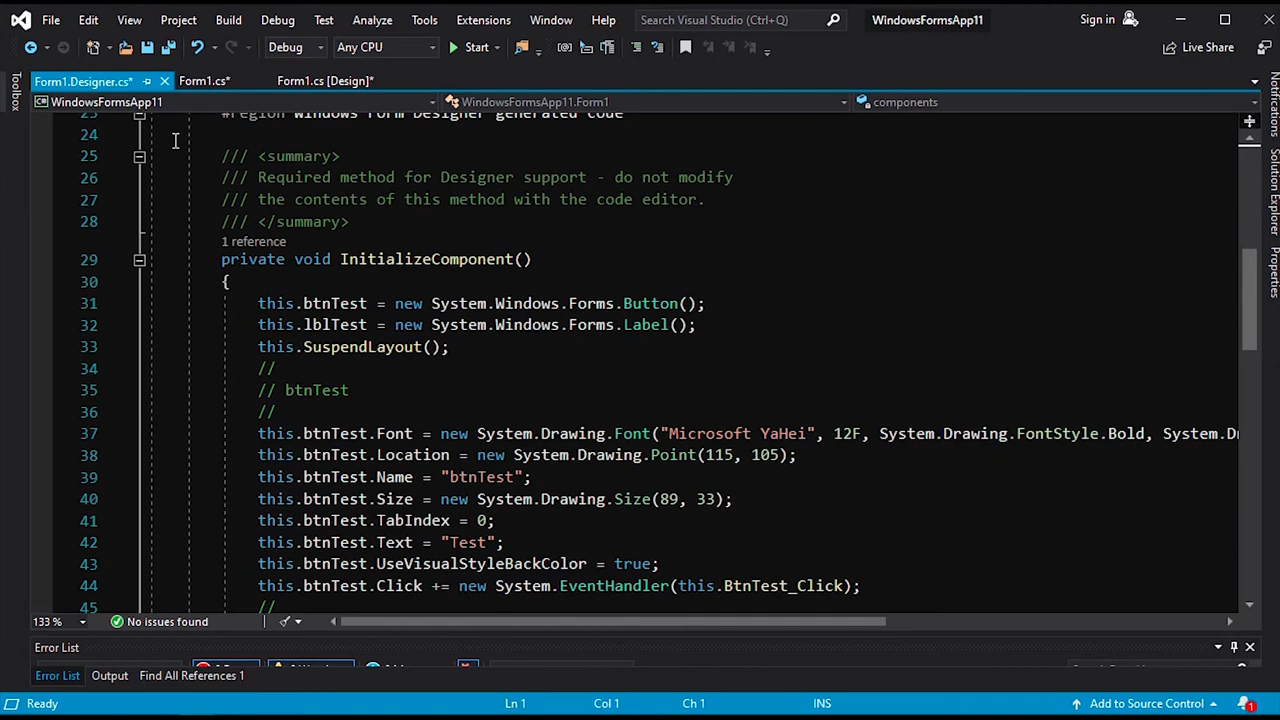 File Edit View Project Build Debug Test Analyze Tools Extensions Window Help Search Visual Studio (Ctrl+Q) WindowsFormsApp11 Sign in
Debug Any CPU Start Live Share
Form1.Designer.cs* Form1.cs* Form1.cs [Design]*
WindowsFormsApp11 WindowsFormsApp11.Form1 components
Toolbox
Notifications
Solution Explorer
Properties
23 #region Windows Form Designer generated code
24
25 /// <summary>
26 /// Required method for Designer support - do not modify
27 /// the contents of this method with the code editor.
28 /// </summary>
1 reference
29 private void InitializeComponent()
30 {
31 this.btnTest = new System.Windows.Forms.Button();
32 this.lblTest = new System.Windows.Forms.Label();
33 this.SuspendLayout();
34 //
35 // btnTest
36 //
37 this.btnTest.Font = new System.Drawing.Font("Microsoft YaHei", 12F, System.Drawing.FontStyle.Bold, System.Dr
38 this.btnTest.Location = new System.Drawing.Point(115, 105);
39 this.btnTest.Name = "btnTest";
40 this.btnTest.Size = new System.Drawing.Size(89, 33);
41 this.btnTest.TabIndex = 0;
42 this.btnTest.Text = "Test";
43 this.btnTest.UseVisualStyleBackColor = true;
44 this.btnTest.Click += new System.EventHandler(this.BtnTest_Click);
45 //
133 % No issues found
Error List
Error List Output Find All References 1
Ready Ln 1 Col 1 Ch 1 INS Add to Source Control 1